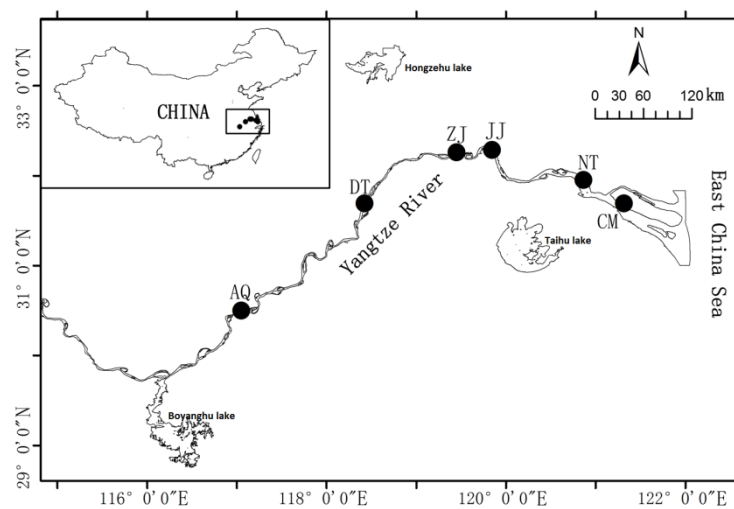 N
Hongzehu lake
0 30 60 120 km
CHINA
33° 0'0"N
ZJ
JJ
NT
DT
CM
Yangtze River
East China Sea
Taihu lake
31° 0'0"N
AQ
Boyanghu lake
29° 0'0"N
116° 0'0"E
118° 0'0"E
120° 0'0"E
122° 0'0"E